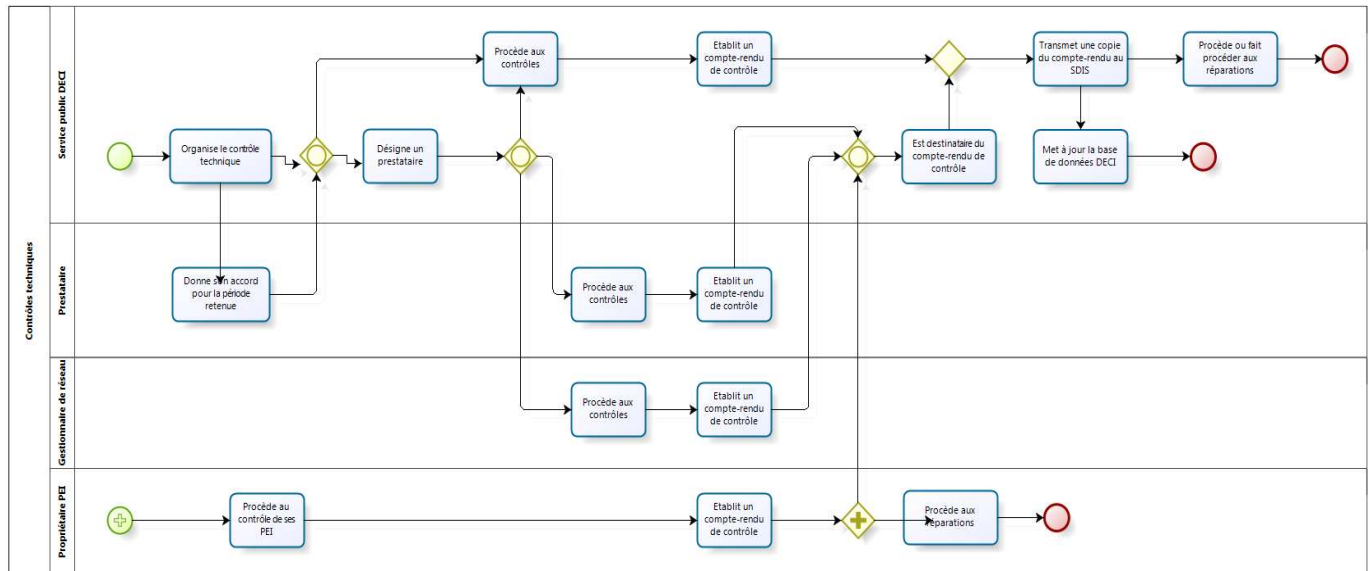 Contrôles techniques
Service public DECI
Procède aux
contrôles
Etablit un
compte-rendu
de contrôle
Transmet une copie
du compte-rendu au
SDIS
Procède ou fait
procéder aux
réparations
Organise le contrôle
technique
Désigne un
prestataire
Est destinataire du
compte-rendu de
contrôle
Met à jour la base
de données DECI
Prestataire
Donne son accord
pour la période
retenue
Procède aux
contrôles
Etablit un
compte-rendu
de contrôle
Gestionnaire de réseau
Procède aux
contrôles
Etablit un
compte-rendu
de contrôle
Propriétaire PEI
Procède au
contrôle de ses
PEI
Etablit un
compte-rendu
de contrôle
Procède aux
réparations